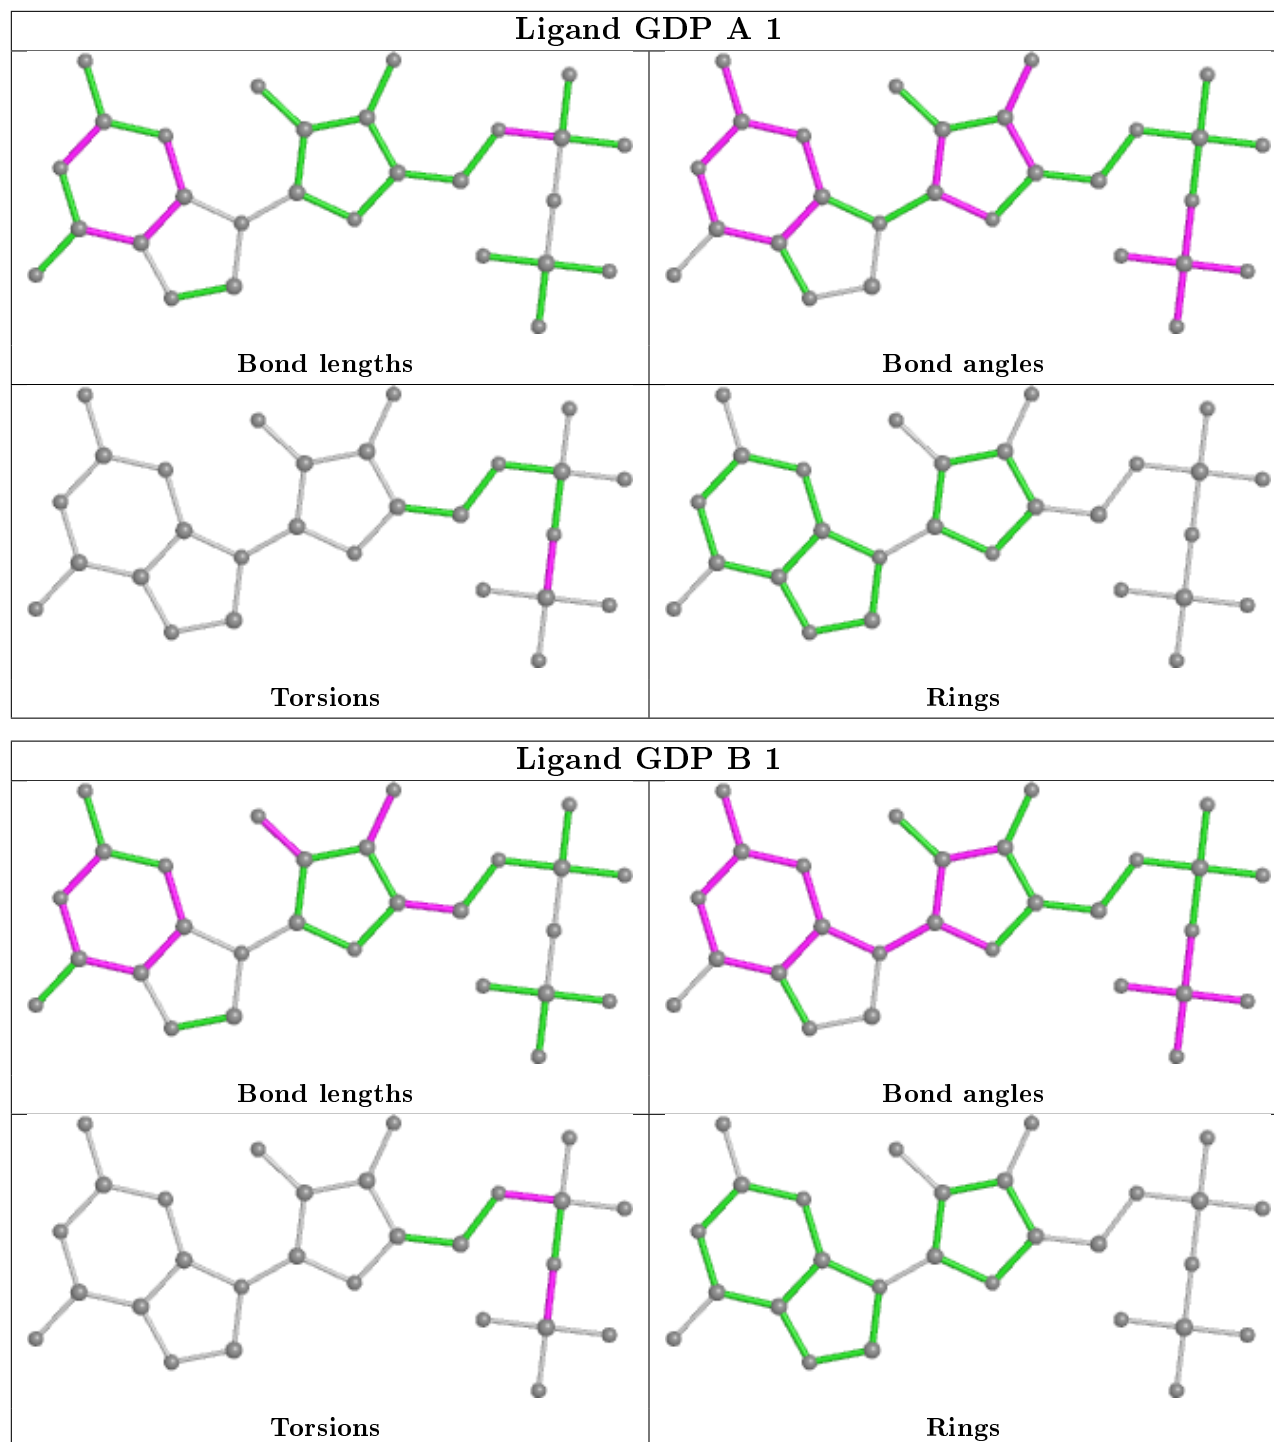 Ligand GDP A 1
Bond lengths
Bond angles
Torsions
Rings
Ligand GDP B 1
Bond lengths
Bond angles
Torsions
Rings